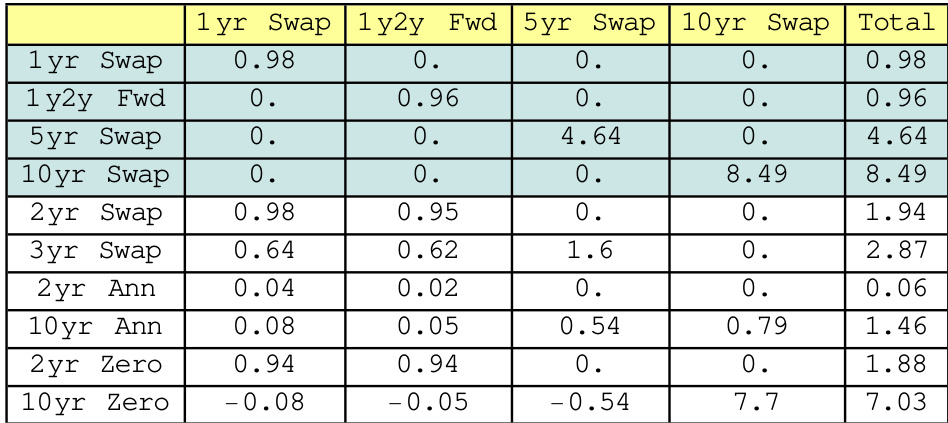 1yr Swap 1y2y Fwd 5yr Swap 10yr Swap Total
1yr Swap 0.98 0. 0. 0. 0.98
1y2y Fwd 0. 0.96 0. 0. 0.96
5yr Swap 0. 0. 4.64 0. 4.64
10yr Swap 0. 0. 0. 8.49 8.49
2yr Swap 0.98 0.95 0. 0. 1.94
3yr Swap 0.64 0.62 1.6 0. 2.87
2yr Ann 0.04 0.02 0. 0. 0.06
10yr Ann 0.08 0.05 0.54 0.79 1.46
2yr Zero 0.94 0.94 0. 0. 1.88
10yr Zero −0.08 −0.05 −0.54 7.7 7.03